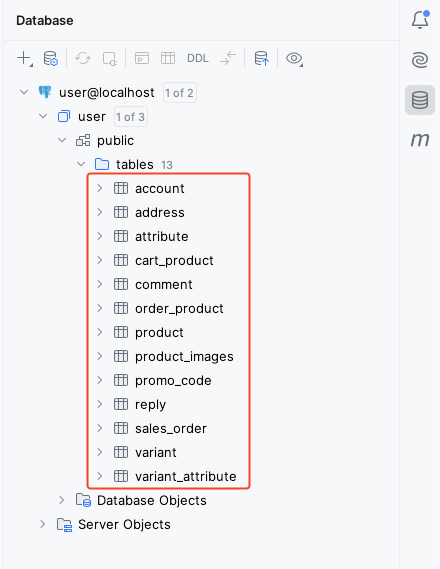 Database
DDL
user@localhost 1 of 2
user 1 of 3
public
tables 13
account
address
attribute
cart_product
comment
order_product
product
product_images
promo_code
reply
sales_order
variant
variant_attribute
Database Objects
Server Objects
m